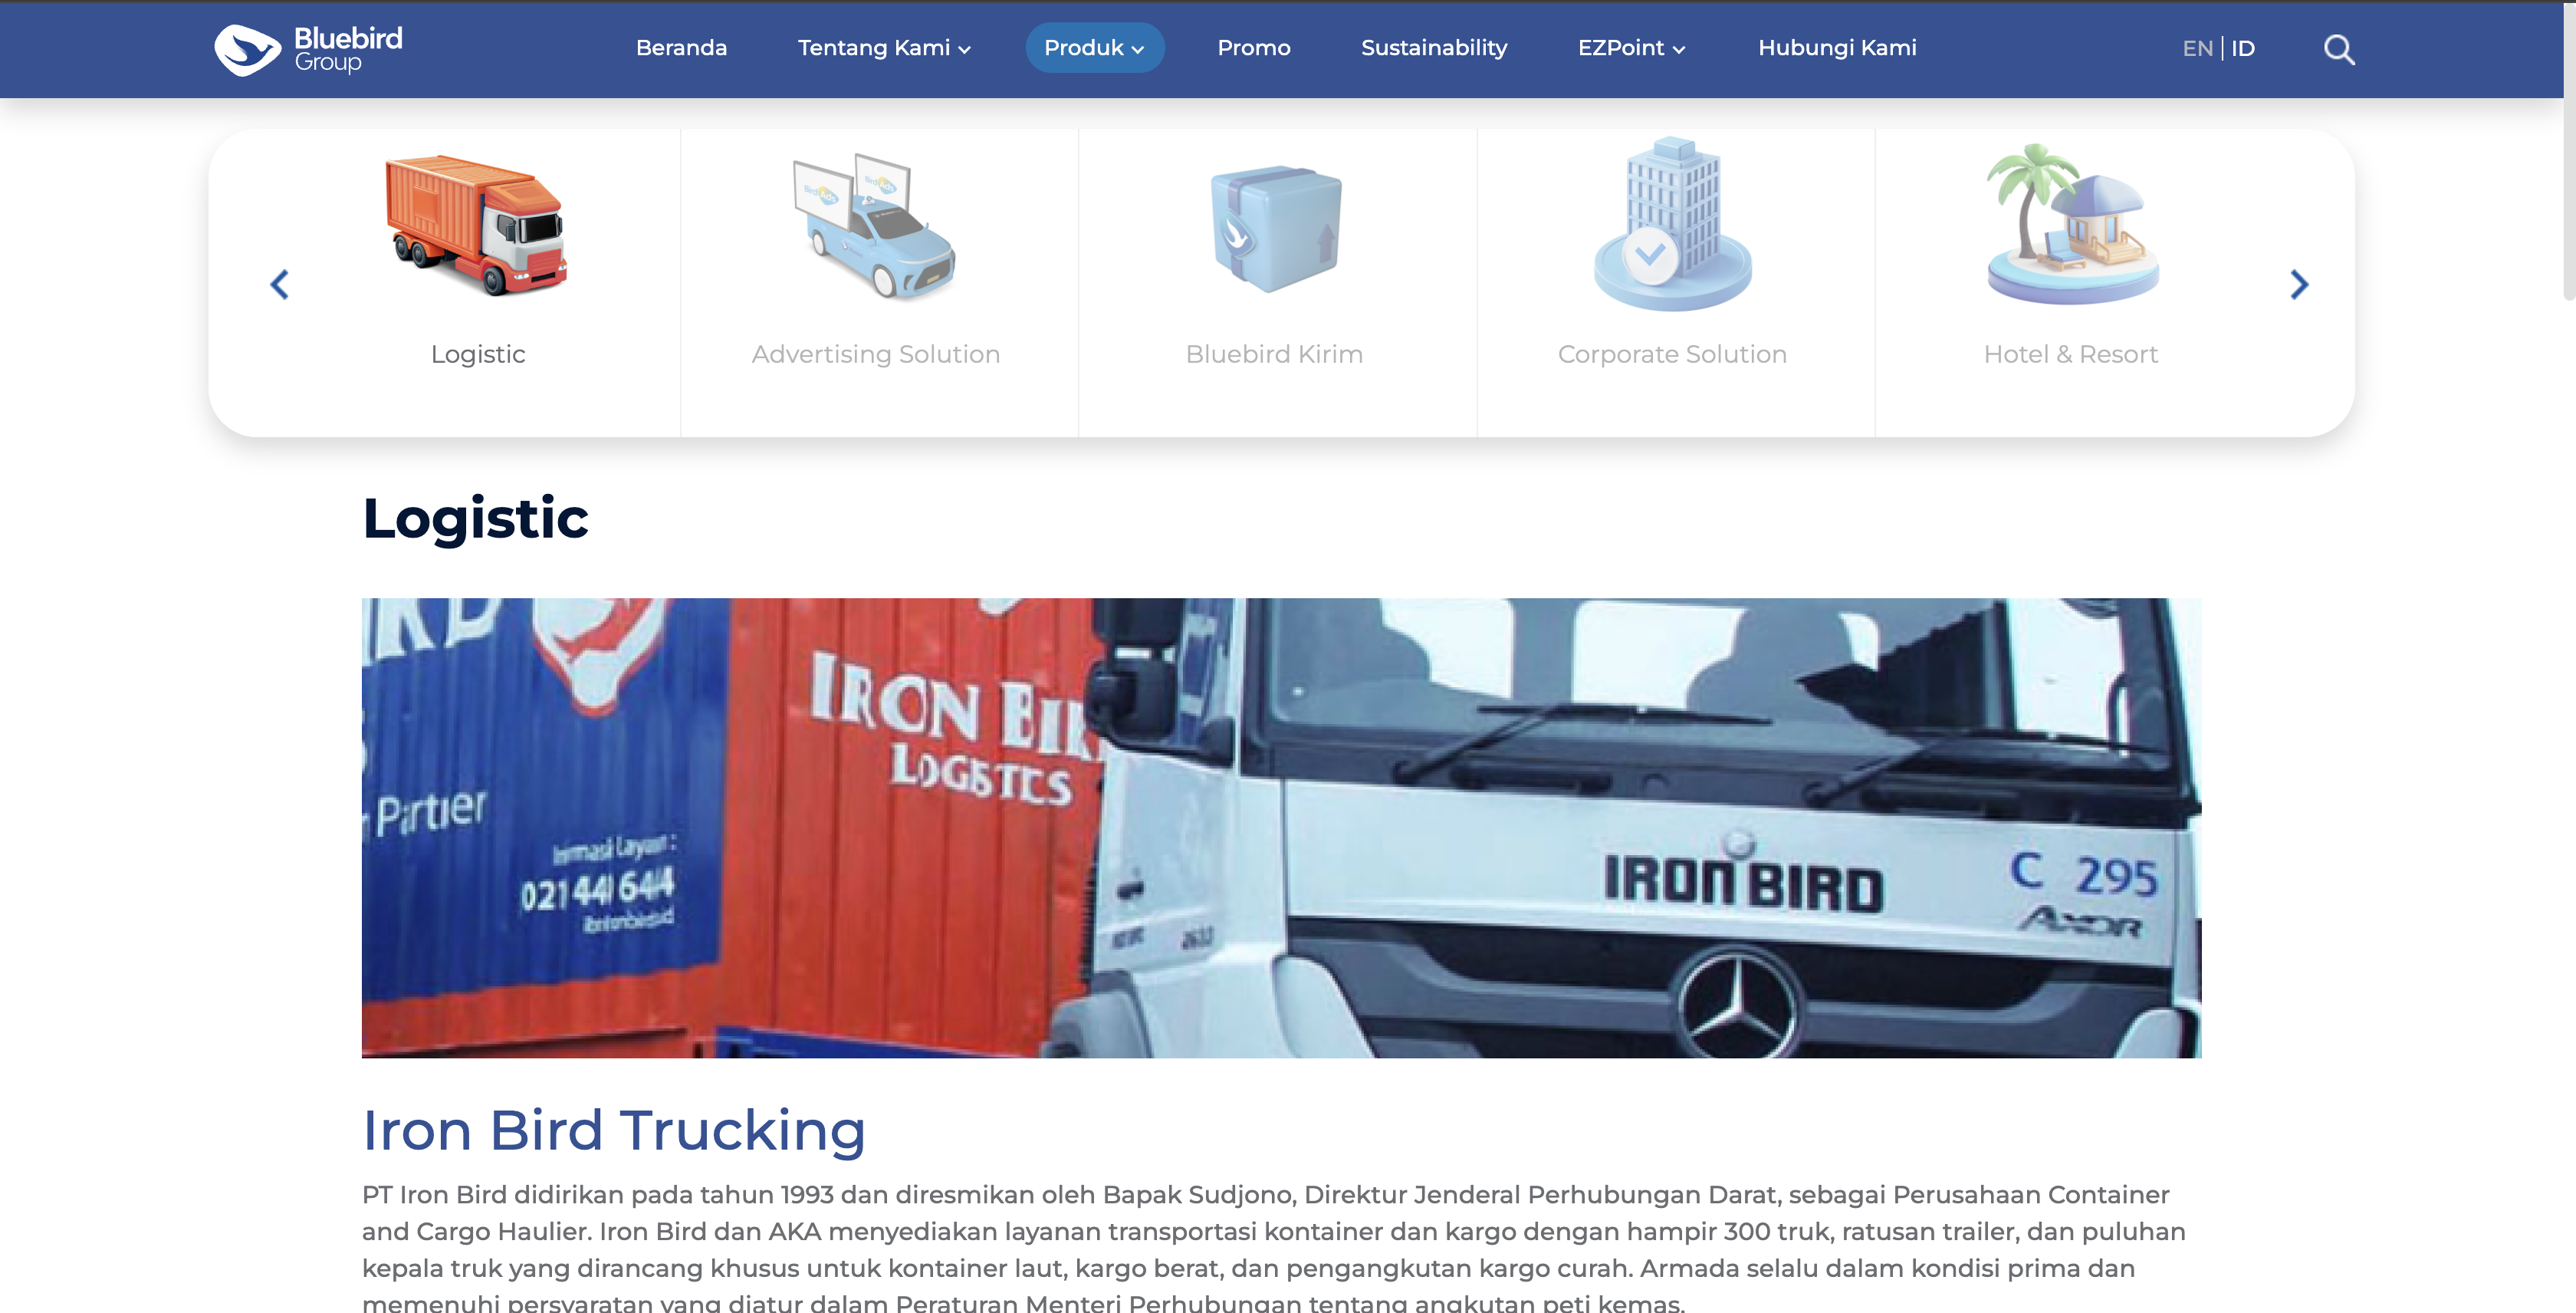 Bluebird
Group
Beranda
Tentang Kami
Produk
Promo
Sustainability
EZPoint
Hubungi Kami
EN | ID
Bird Ads
Bird Ads
Logistic
Advertising Solution
Bluebird Kirim
Corporate Solution
Hotel & Resort
Logistic
IRON BI
LOGISTICS
Partner
021 441 644
IRON BIRD
C 295
AXOR
Iron Bird Trucking
PT Iron Bird didirikan pada tahun 1993 dan diresmikan oleh Bapak Sudjono, Direktur Jenderal Perhubungan Darat, sebagai Perusahaan Container
and Cargo Haulier. Iron Bird dan AKA menyediakan layanan transportasi kontainer dan kargo dengan hampir 300 truk, ratusan trailer, dan puluhan
kepala truk yang dirancang khusus untuk kontainer laut, kargo berat, dan pengangkutan kargo curah. Armada selalu dalam kondisi prima dan
memenuhi persyaratan yang diatur dalam Peraturan Menteri Perhubungan tentang angkutan peti kemas.